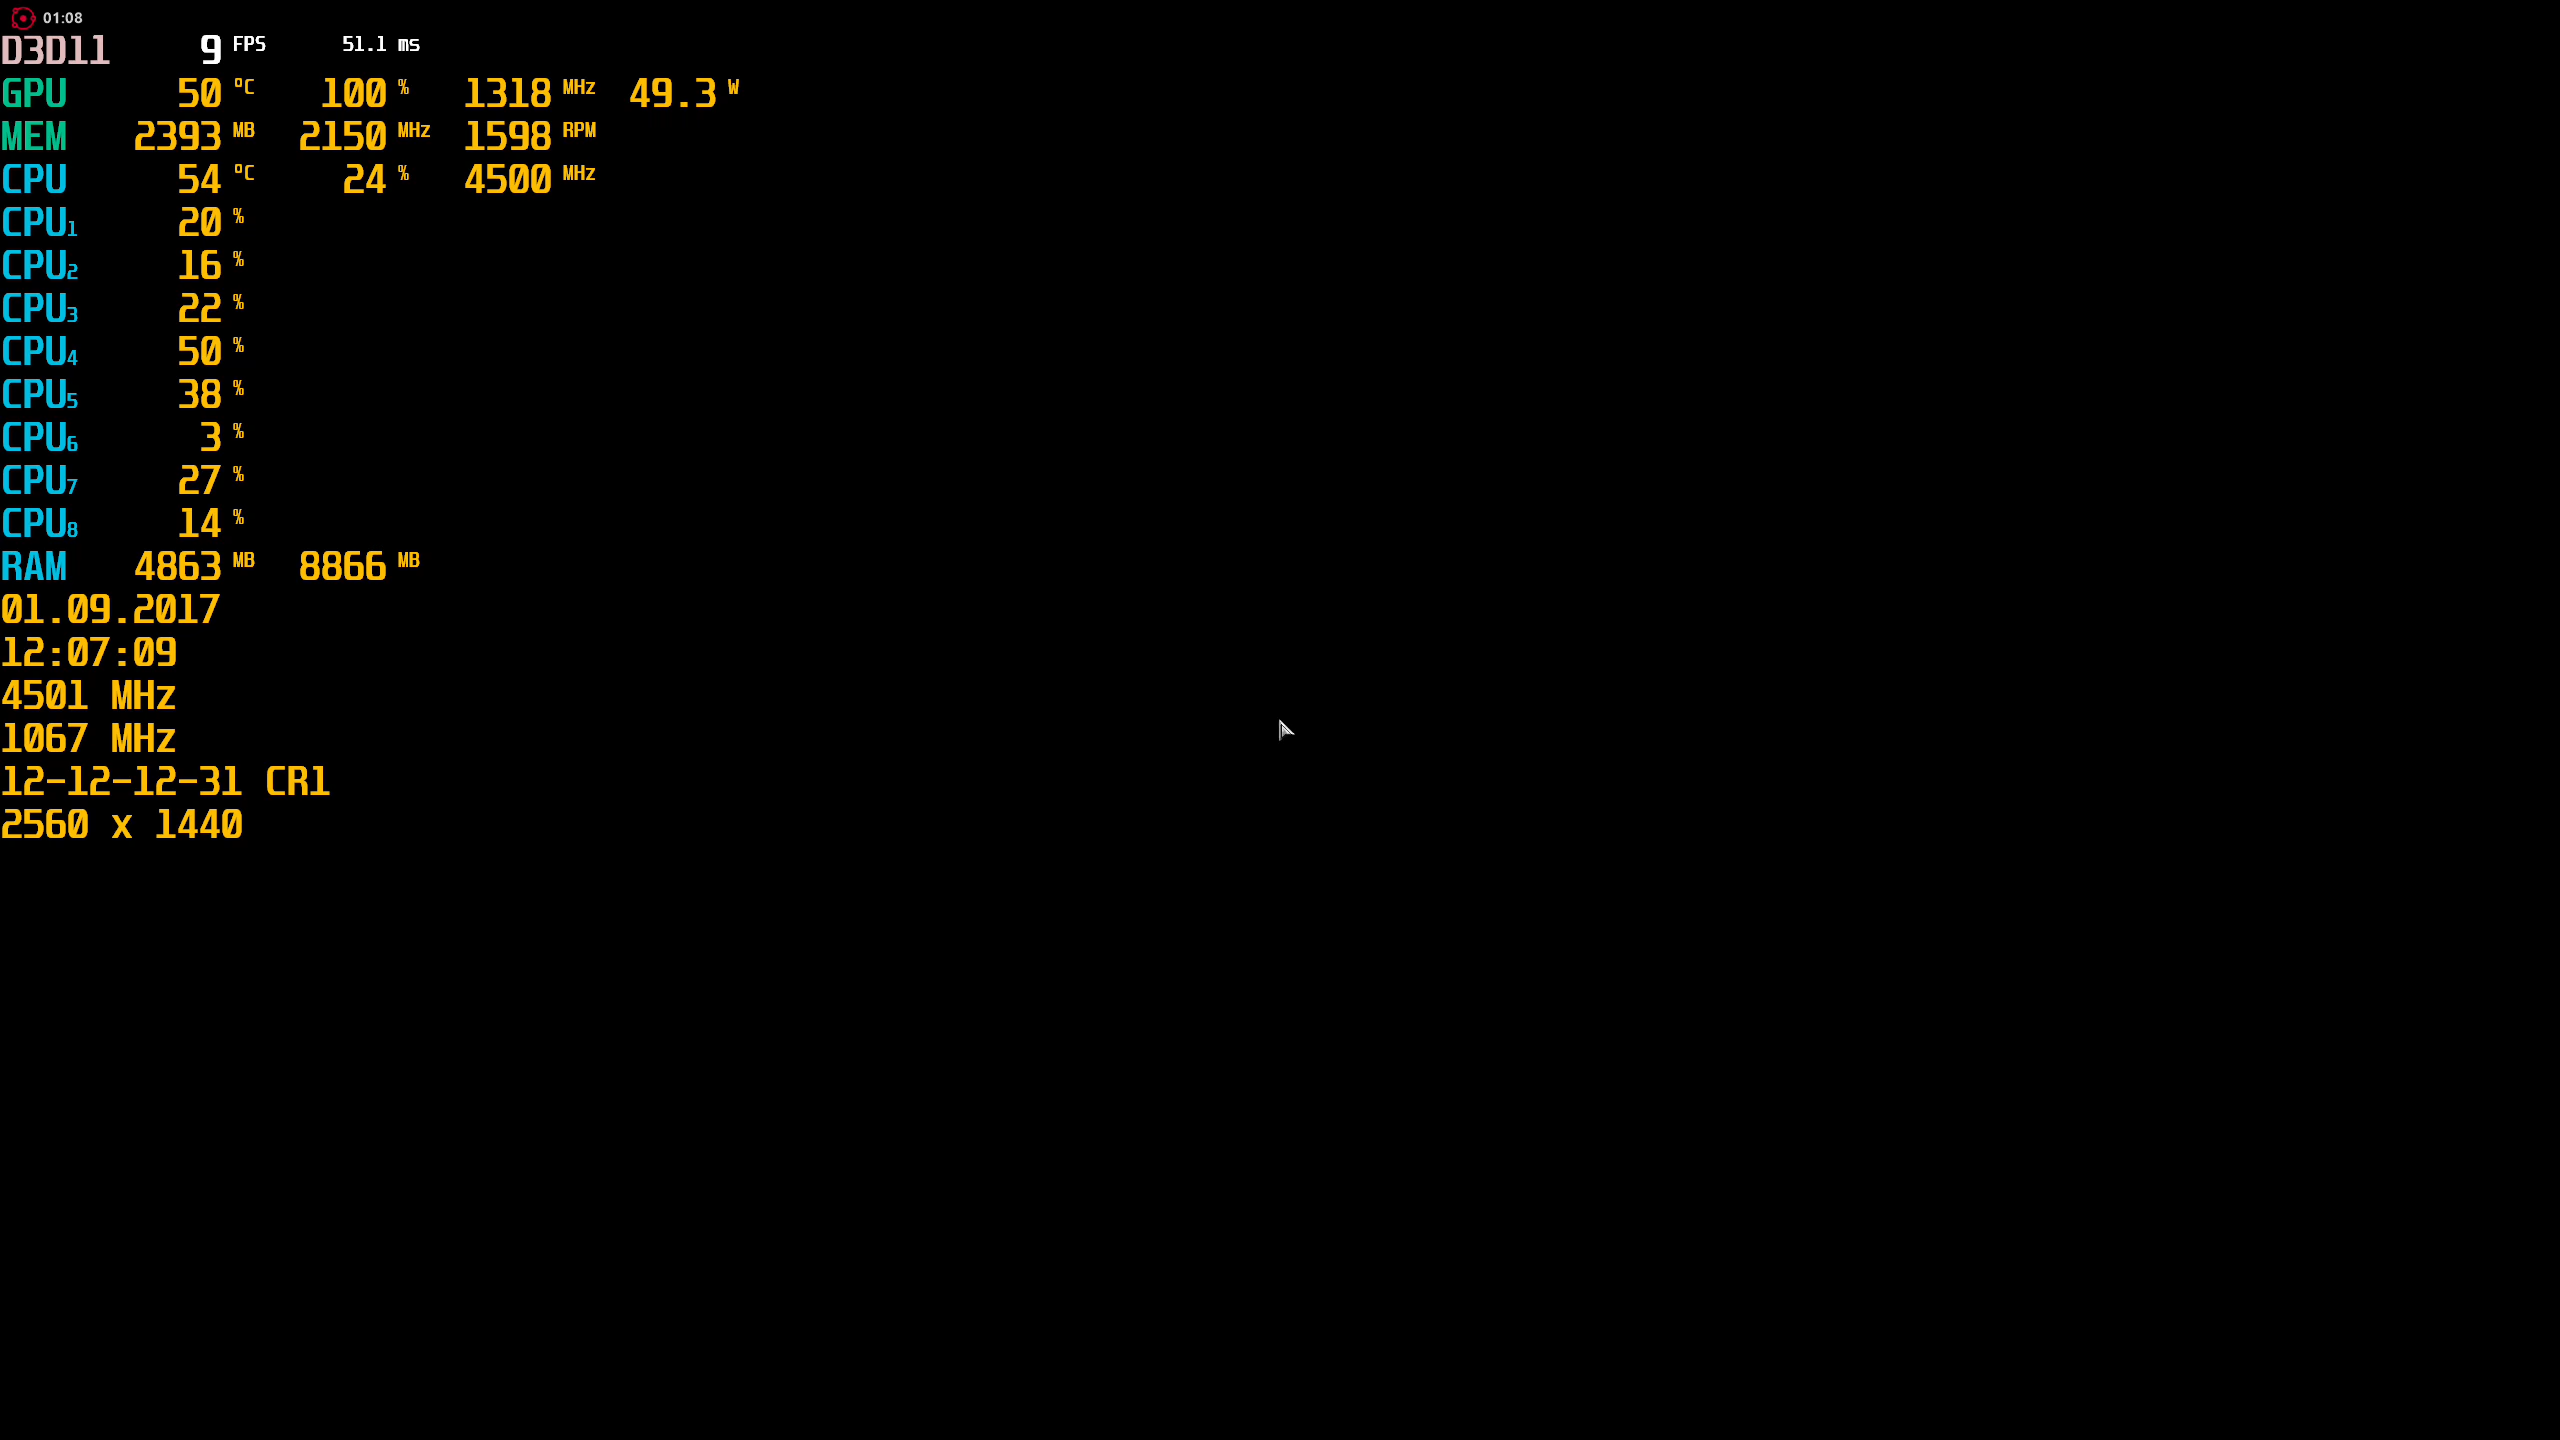 01:08
D3D11 9 FPS 51.1 ms
GPU 50 °C 100 % 1318 MHz 49.3 W
MEM 2393 MB 2150 MHz 1598 RPM
CPU 54 °C 24 % 4500 MHz
CPU1 20 %
CPU2 16 %
CPU3 22 %
CPU4 50 %
CPU5 38 %
CPU6 3 %
CPU7 27 %
CPU8 14 %
RAM 4863 MB 8866 MB
01.09.2017
12:07:09
4501 MHz
1067 MHz
12-12-12-31 CR1
2560 x 1440